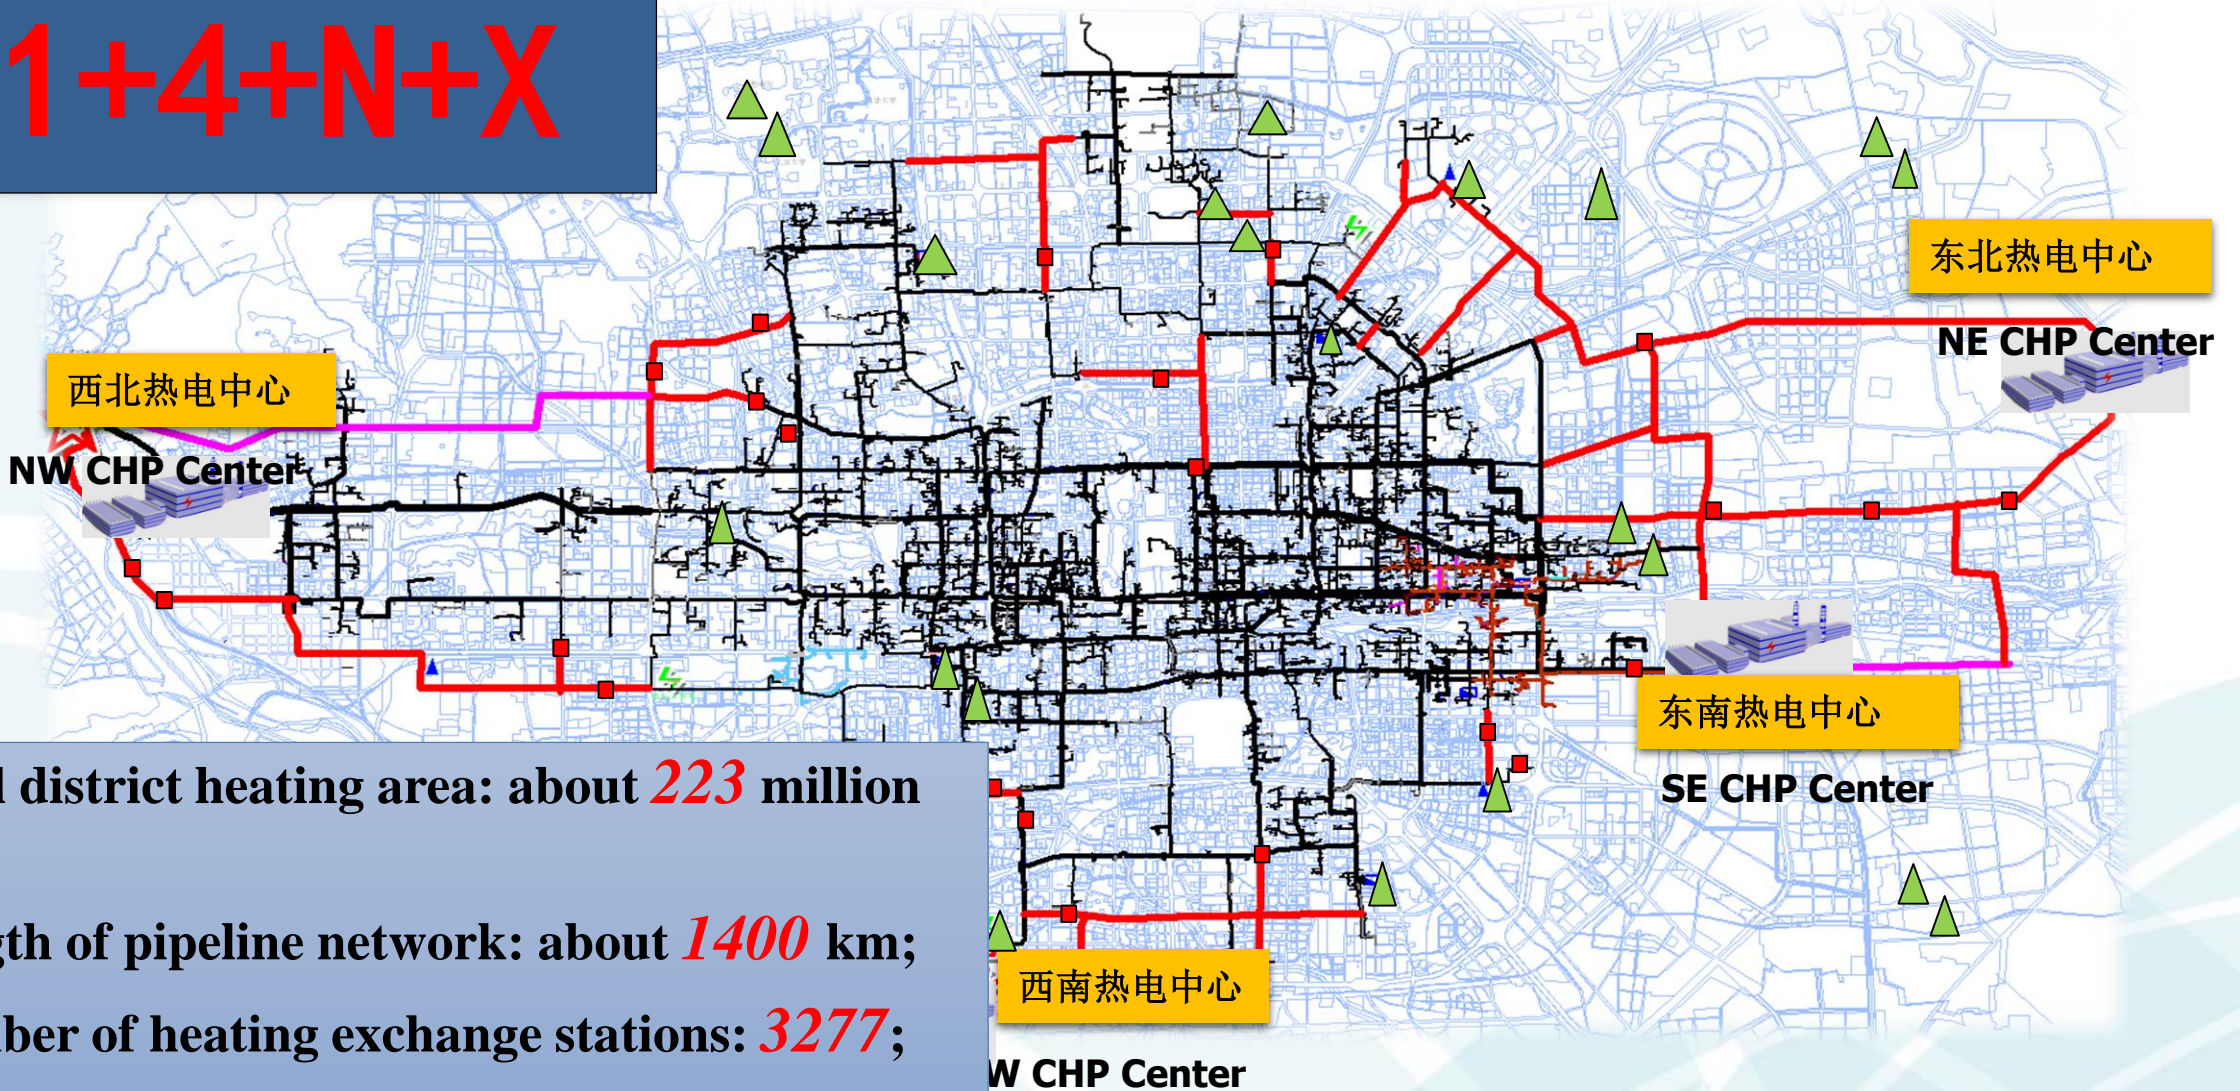 1+4+N+X
东北热电中心
NE CHP Center
西北热电中心
NW CHP Center
东南热电中心
SE CHP Center
district heating area: about 223 million
of pipeline network: about 1400 km;
of heating exchange stations: 3277;
西南热电中心
W CHP Center